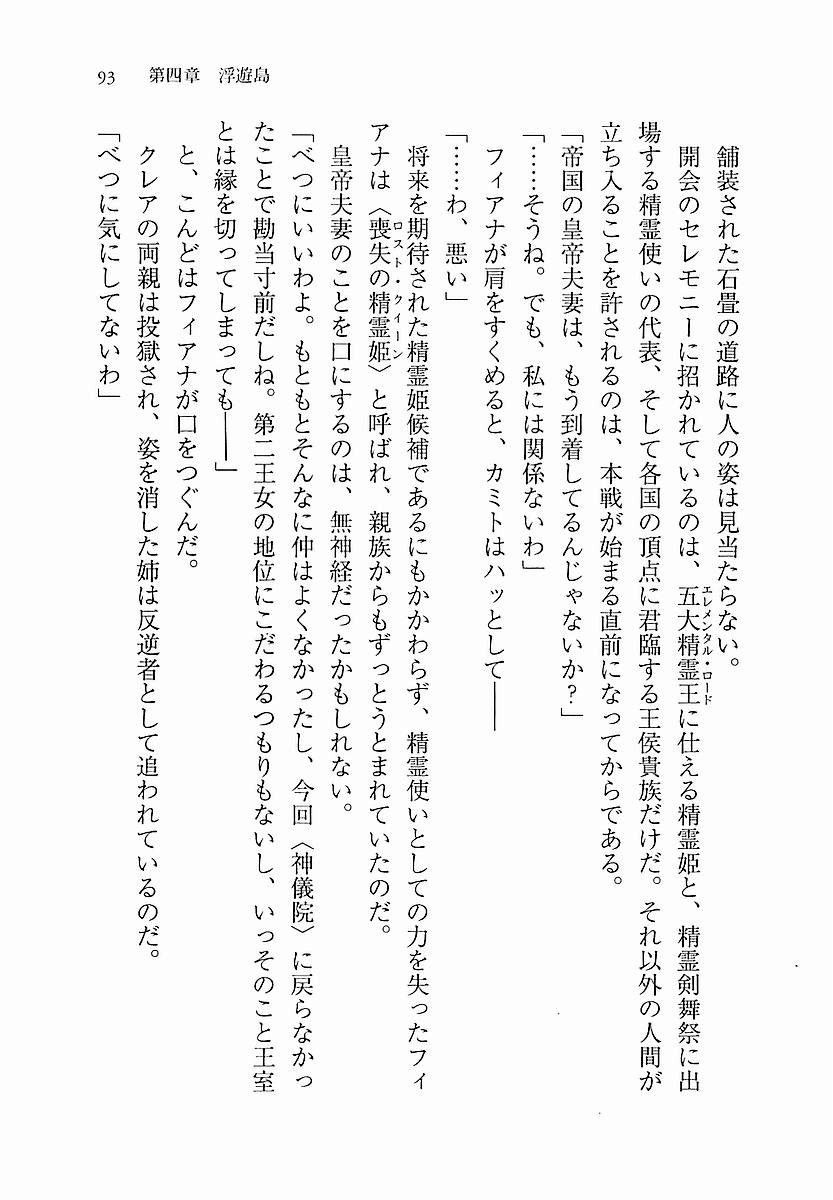 93　第四章　浮遊島
　舗装された石畳の道路に人の姿は見当たらない。
　開会のセレモニーに招かれているのは、五大精霊王に仕える精霊姫と、精霊剣舞祭に出
エレメンタル・ロード
場する精霊使いの代表、そして各国の頂点に君臨する王侯貴族だけだ。それ以外の人間が
立ち入ることを許されるのは、本戦が始まる直前になってからである。
「帝国の皇帝夫妻は、もう到着してるんじゃないか？」
「……そうね。でも、私には関係ないわ」
　フィアナが肩をすくめると、カミトはハッとして――
「……わ、悪い」
　将来を期待された精霊姫候補であるにもかかわらず、精霊使いとしての力を失ったフィ
アナは〈喪失の精霊姫〉と呼ばれ、親族からもずっとうとまれていたのだ。
ロスト・クイーン
　皇帝夫妻のことを口にするのは、無神経だったかもしれない。
「べつにいいわよ。もともとそんなに仲はよくなかったし、今回〈神儀院〉に戻らなかっ
たことで勘当寸前だしね。第二王女の地位にこだわるつもりもないし、いっそのこと王室
とは縁を切ってしまっても――」
　と、こんどはフィアナが口をつぐんだ。
　クレアの両親は投獄され、姿を消した姉は反逆者として追われているのだ。
「べつに気にしてないわ」